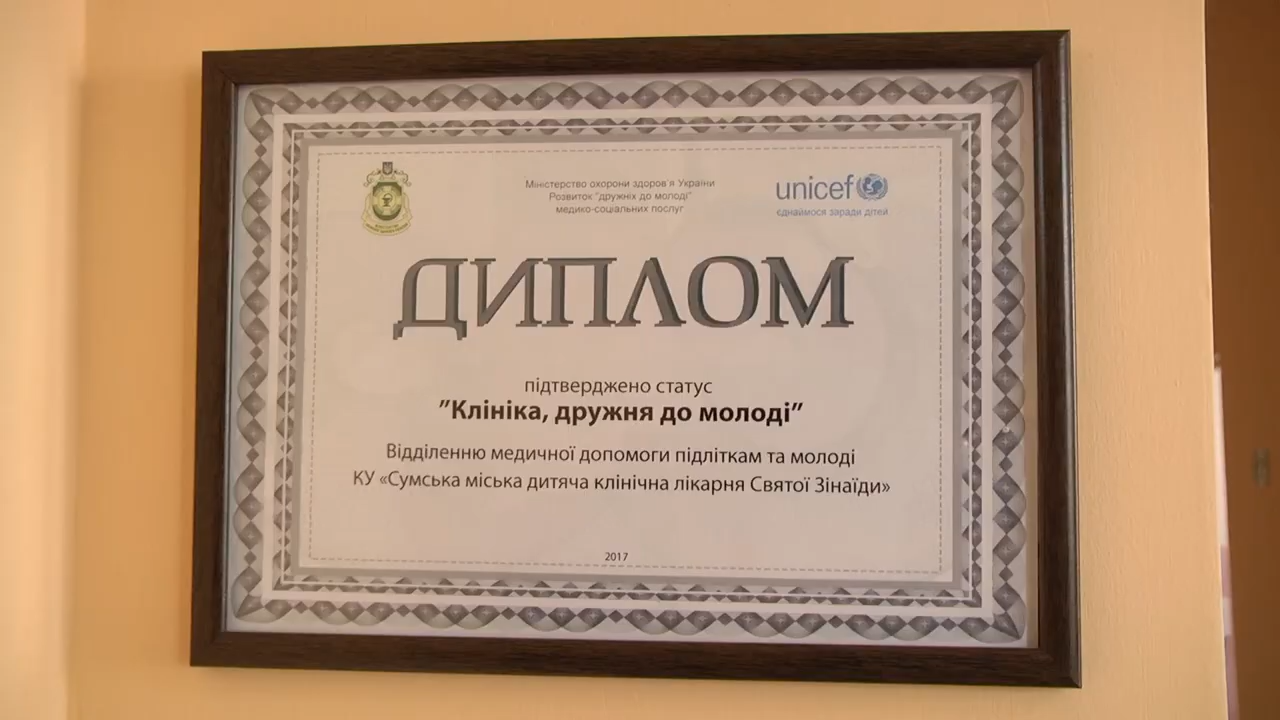 Міністерство охорони здоров'я України
Розвиток "дружніх до молоді"
медико-соціальних послуг
unicef
єднаймося заради дітей
ДИПЛОМ
підтверджено статус
"Клініка, дружня до молоді"
Відділенню медичної допомоги підліткам та молоді
КУ «Сумська міська дитяча клінічна лікарня Святої Зінаїди»
2017